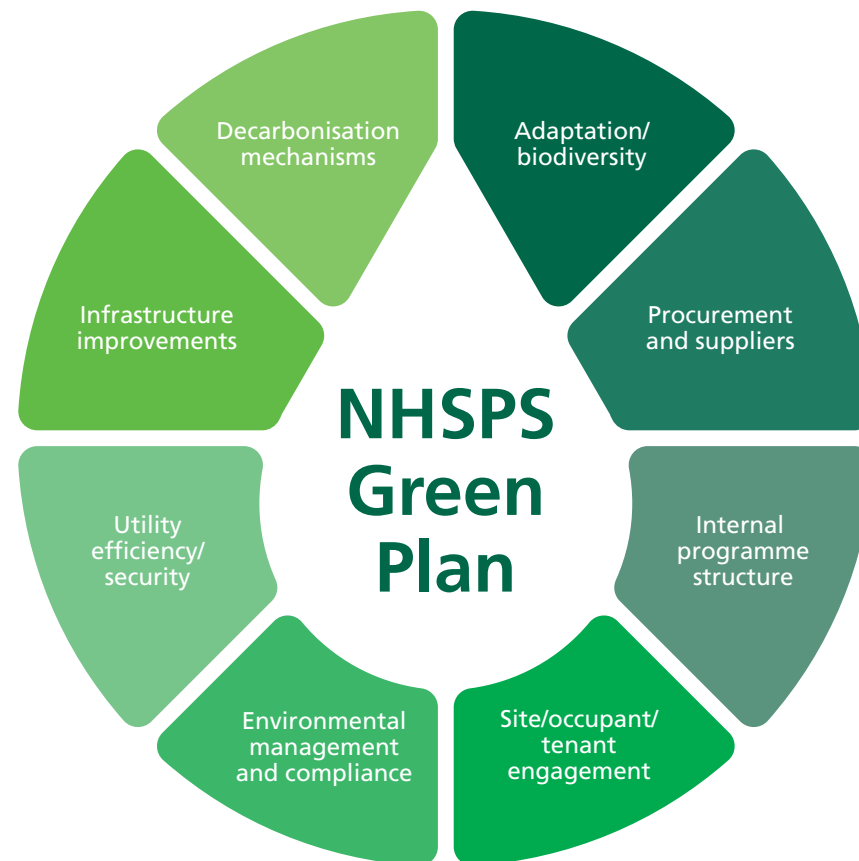 Decarbonisation
mechanisms
Adaptation/
biodiversity
Infrastructure
improvements
Procurement
and suppliers
NHSPS
Green
Plan
Utility
efficiency/
security
Internal
programme
structure
Environmental
management
and compliance
Site/occupant/
tenant
engagement